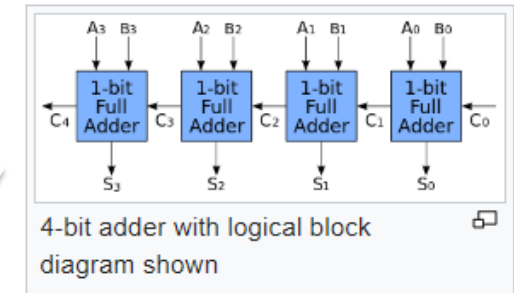 A3 B3 A2 B2 A1 B1 A0 B0
1-bit Full Adder 1-bit Full Adder 1-bit Full Adder 1-bit Full Adder
C4 C3 C2 C1 C0
S3 S2 S1 S0
4-bit adder with logical block
diagram shown